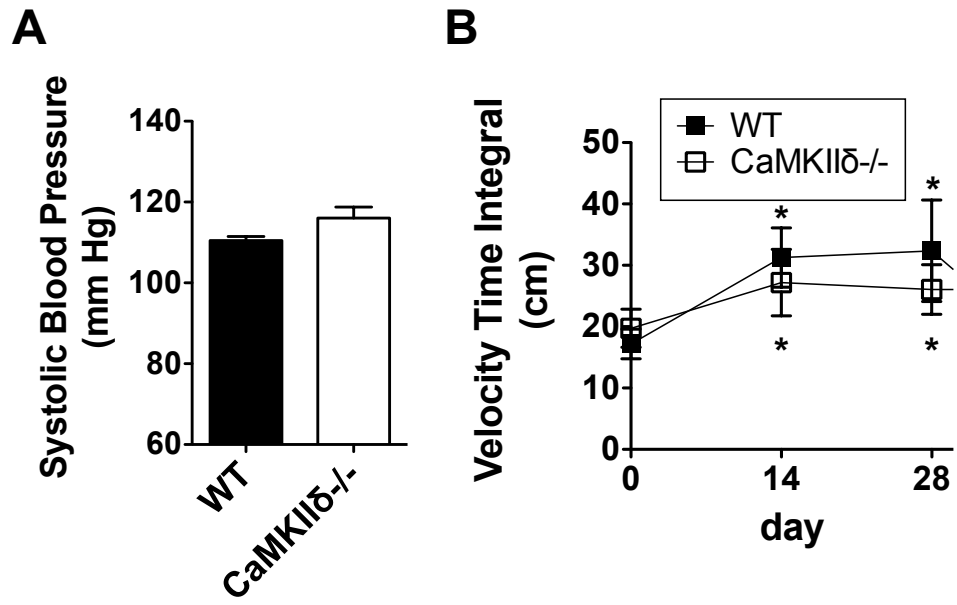 A
Systolic Blood Pressure
(mm Hg)
140
120
100
80
60
WT
CaMKIIδ-/-
B
Velocity Time Integral
(cm)
50
40
30
20
10
0
WT
CaMKIIδ-/-
*
*
*
*
0 14 28
day